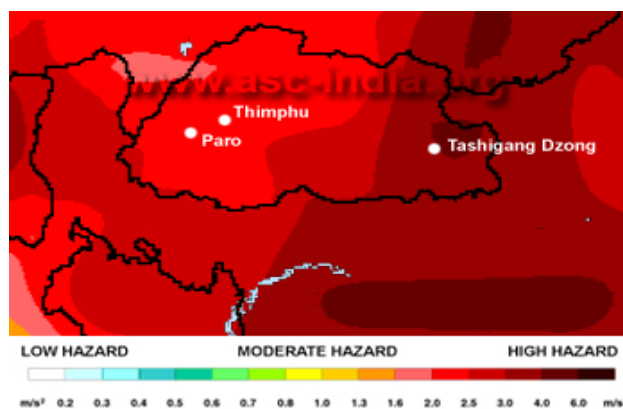 www.asc-india.org
Thimphu
Paro
Tashigang Dzong
LOW HAZARD MODERATE HAZARD HIGH HAZARD
m/s² 0.2 0.3 0.4 0.5 0.6 0.7 0.8 1.0 1.3 1.6 2.0 2.5 3.0 4.0 6.0 m/s